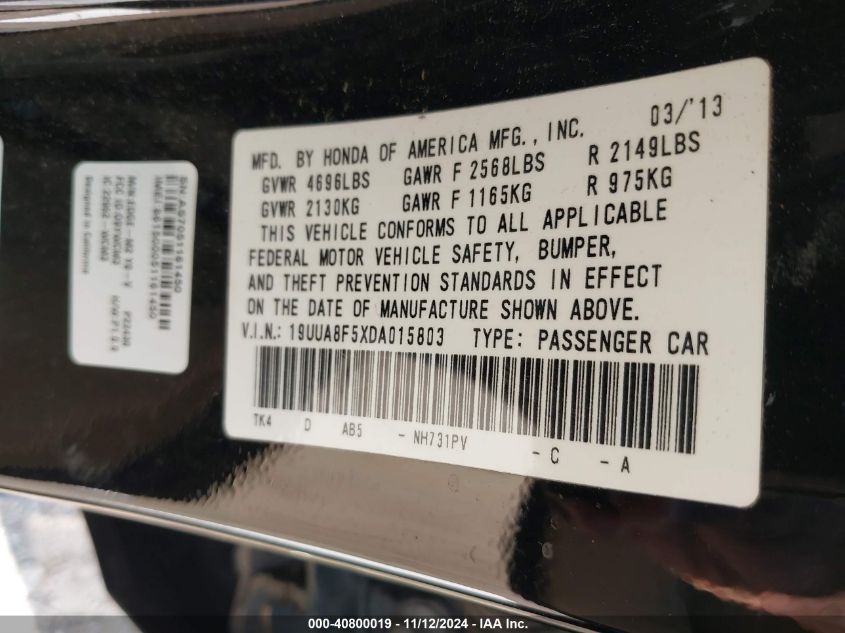 03/'13
MFD. BY HONDA OF AMERICA MFG., INC.
GVWR 4696LBS GAWR F 2568LBS R 2149LBS
GVWR 2130KG GAWR F 1165KG R 975KG
THIS VEHICLE CONFORMS TO ALL APPLICABLE
FEDERAL MOTOR VEHICLE SAFETY, BUMPER,
AND THEFT PREVENTION STANDARDS IN EFFECT
ON THE DATE OF MANUFACTURE SHOWN ABOVE.
V.I.N.: 19UUA8F5XDA015803 TYPE: PASSENGER CAR
TK4 D AB5 - NH731PV - C - A
Designed in California
000-40800019 - 11/12/2024 - IAA Inc.